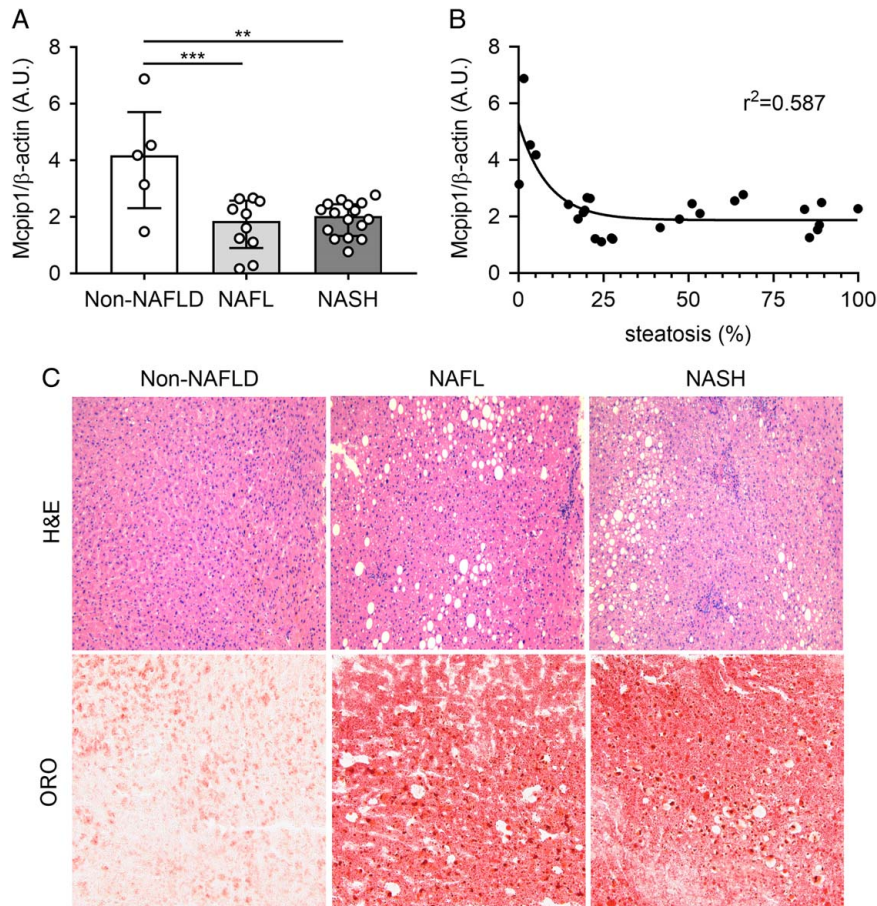 A
Mcpip1/β-actin (A.U.)
8
6
4
2
0
**
***
Non-NAFLD
NAFL
NASH
B
Mcpip1/β-actin (A.U.)
8
6
4
2
0
r²=0.587
0
25
50
75
100
steatosis (%)
C
Non-NAFLD
NAFL
NASH
H&E
ORO